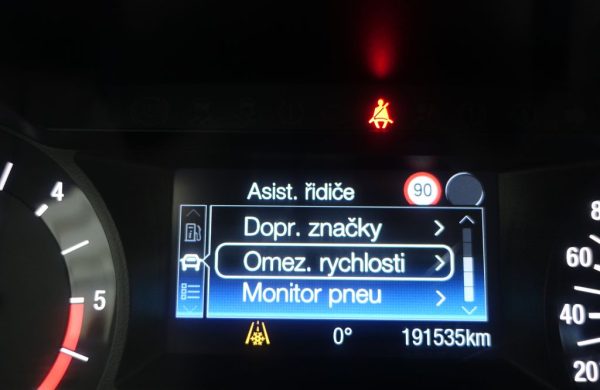 Asist. řidiče 90
Dopr. značky
Omez. rychlosti
Monitor pneu
0° 191535km
4
5
60
40
20